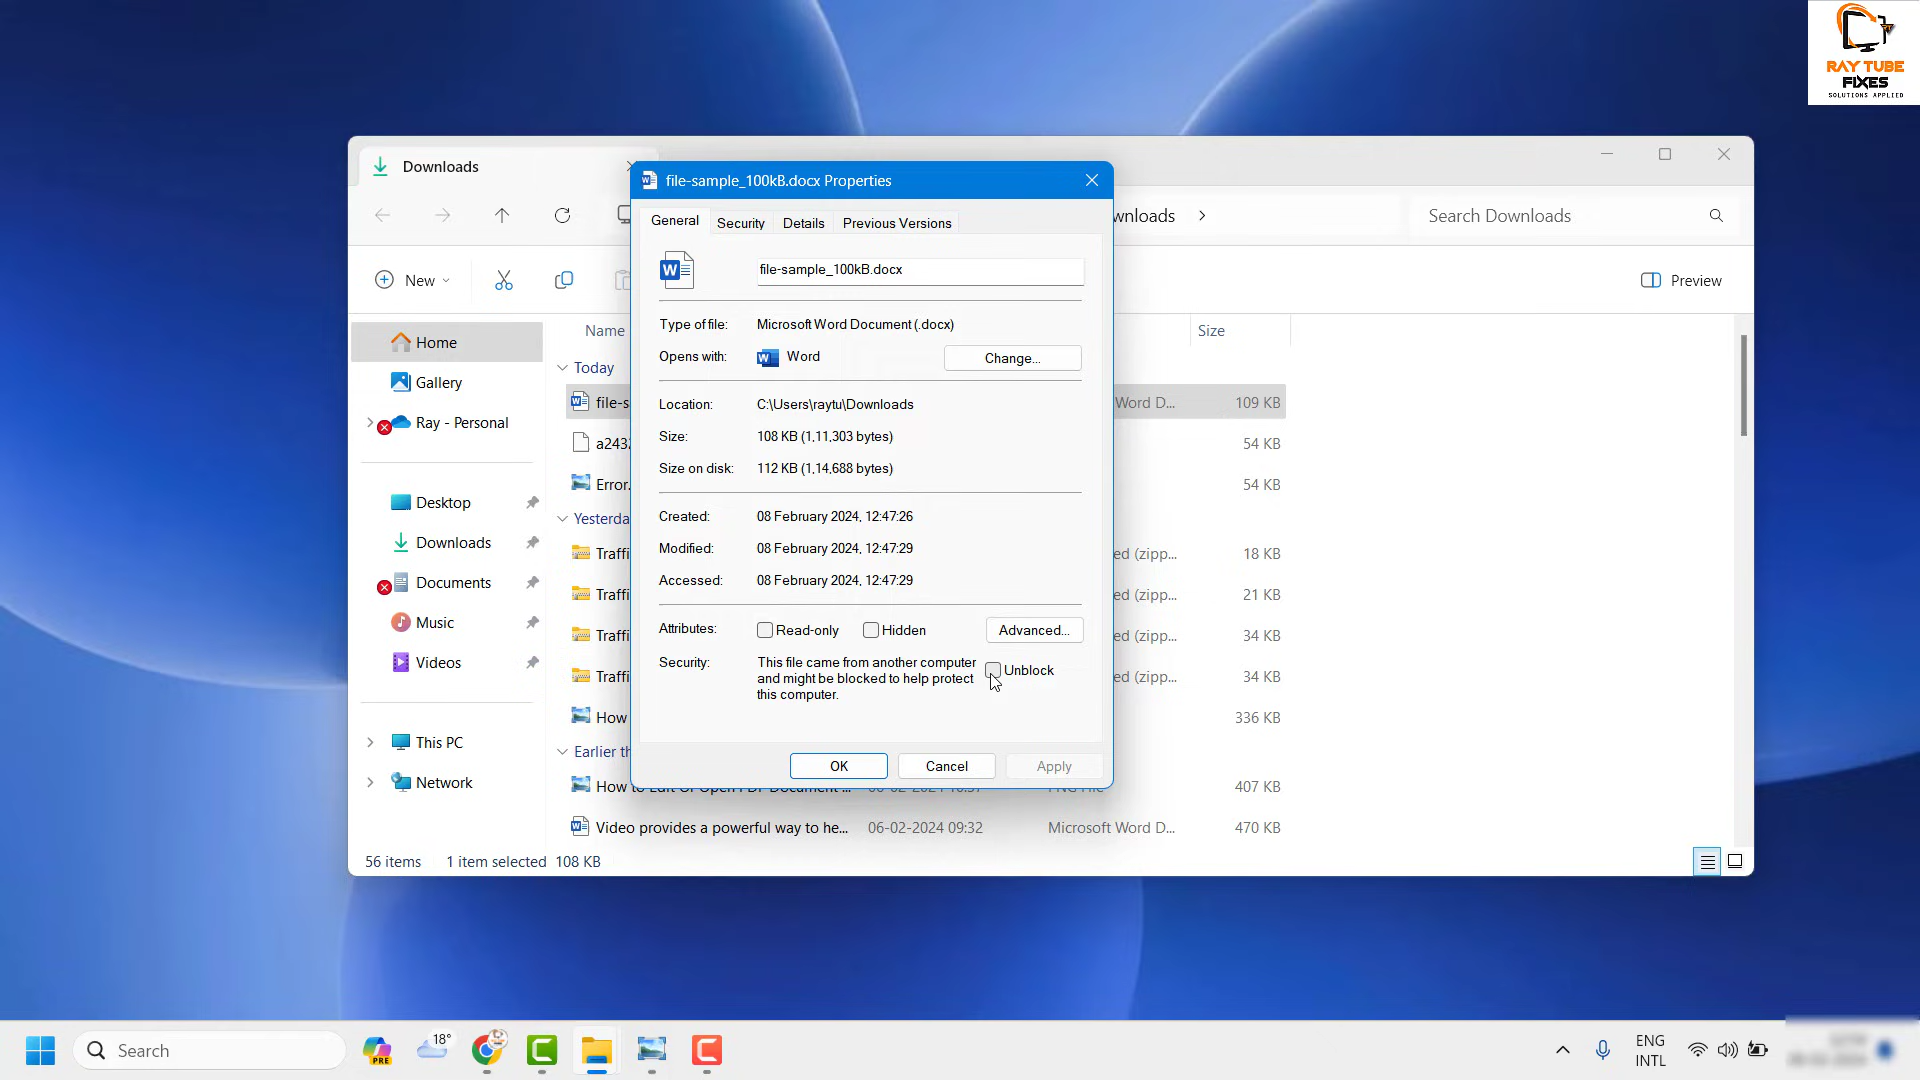 RAY TUBE
FIXES
SOLUTIONS APPLIED
Downloads
file-sample_100kB.docx Properties
wnloads
Search Downloads
General
Security
Details
Previous Versions
New
Preview
file-sample_100kB.docx
Name
Size
Type of file:
Microsoft Word Document (.docx)
Opens with:
Word
Change...
Home
Gallery
Ray - Personal
Today
file-s
Word D...
109 KB
a2432
54 KB
Error.
54 KB
Location:
C:\Users\raytu\Downloads
Size:
108 KB (1,11,303 bytes)
Size on disk:
112 KB (1,14,688 bytes)
Desktop
Downloads
Documents
Music
Videos
Yesterda
Traffi
ed (zipp...
18 KB
Traffi
ed (zipp...
21 KB
Traffi
ed (zipp...
34 KB
Traffi
ed (zipp...
34 KB
How
336 KB
Created:
08 February 2024, 12:47:26
Modified:
08 February 2024, 12:47:29
Accessed:
08 February 2024, 12:47:29
Attributes:
Read-only
Hidden
Advanced...
Security:
This file came from another computer
and might be blocked to help protect
this computer.
Unblock
OK
Cancel
Apply
This PC
Network
Earlier th
407 KB
Video provides a powerful way to he...
06-02-2024 09:32
Microsoft Word D...
470 KB
56 items
1 item selected
108 KB
Search
PRE
18°
ENG
INTL